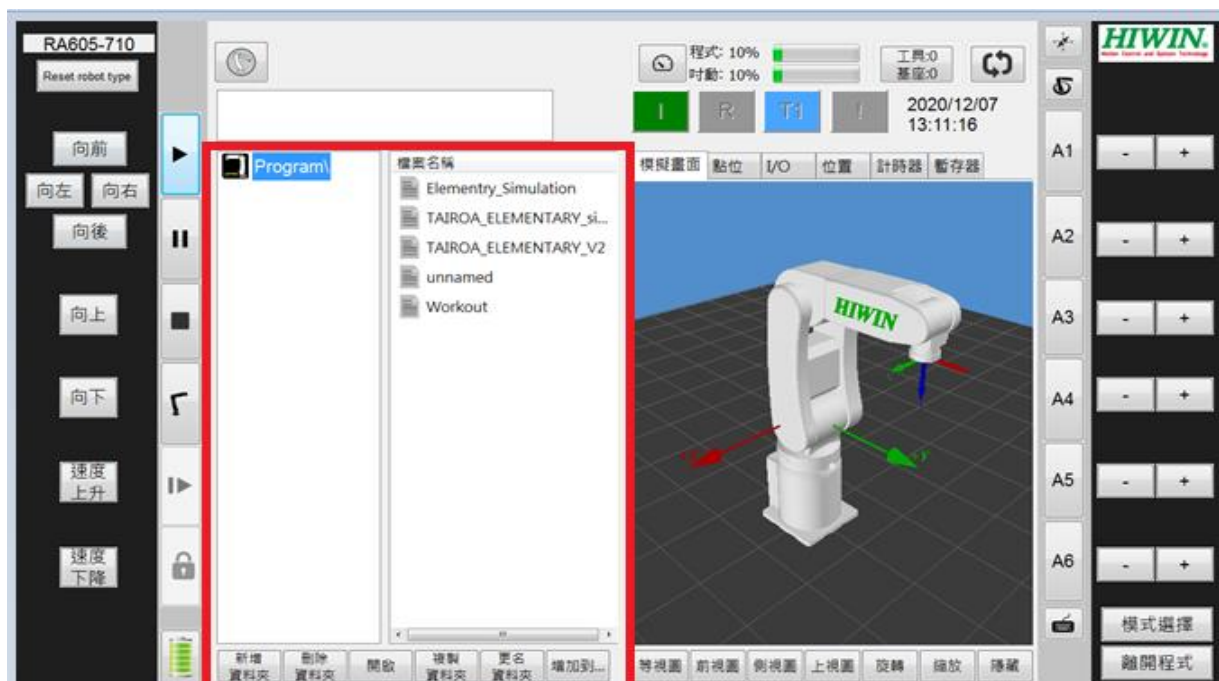 RA605-710
Reset robot type
向前
向左 向右
向後
向上
向下
速度
上升
速度
下降
程式: 10%
吋動: 10%
工具:0
基座:0
I R T1 !
2020/12/07
13:11:16
Program\
檔案名稱
Elementry_Simulation
TAIROA_ELEMENTARY_si...
TAIROA_ELEMENTARY_V2
unnamed
Workout
新增
資料夾
刪除
資料夾
開啟
複製
資料夾
更名
資料夾
增加到...
模擬畫面 點位 I/O 位置 計時器 暫存器
HIWIN
+y
等視圖 前視圖 側視圖 上視圖 旋轉 縮放 隱藏
A1
A2
A3
A4
A5
A6
HIWIN.
- +
- +
- +
- +
- +
- +
模式選擇
離開程式